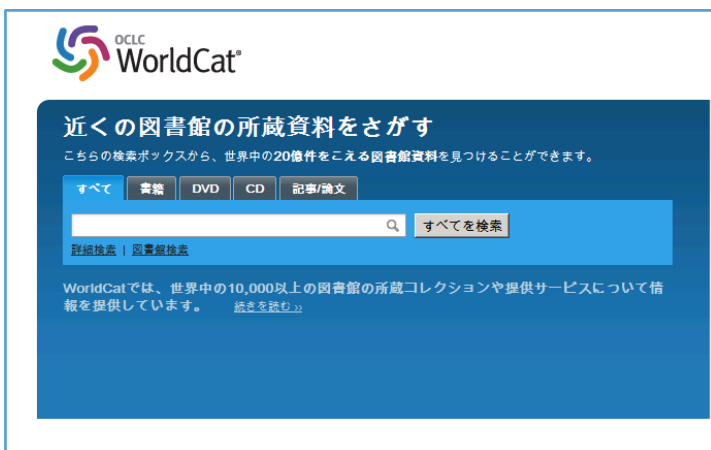 OCLC
WorldCat®
近くの図書館の所蔵資料をさがす
こちらの検索ボックスから、世界中の20億件をこえる図書館資料を見つけることができます。
すべて 書籍 DVD CD 記事/論文
すべてを検索
詳細検索 | 図書館検索
WorldCatでは、世界中の10,000以上の図書館の所蔵コレクションや提供サービスについて情
報を提供しています。 続きを読む »